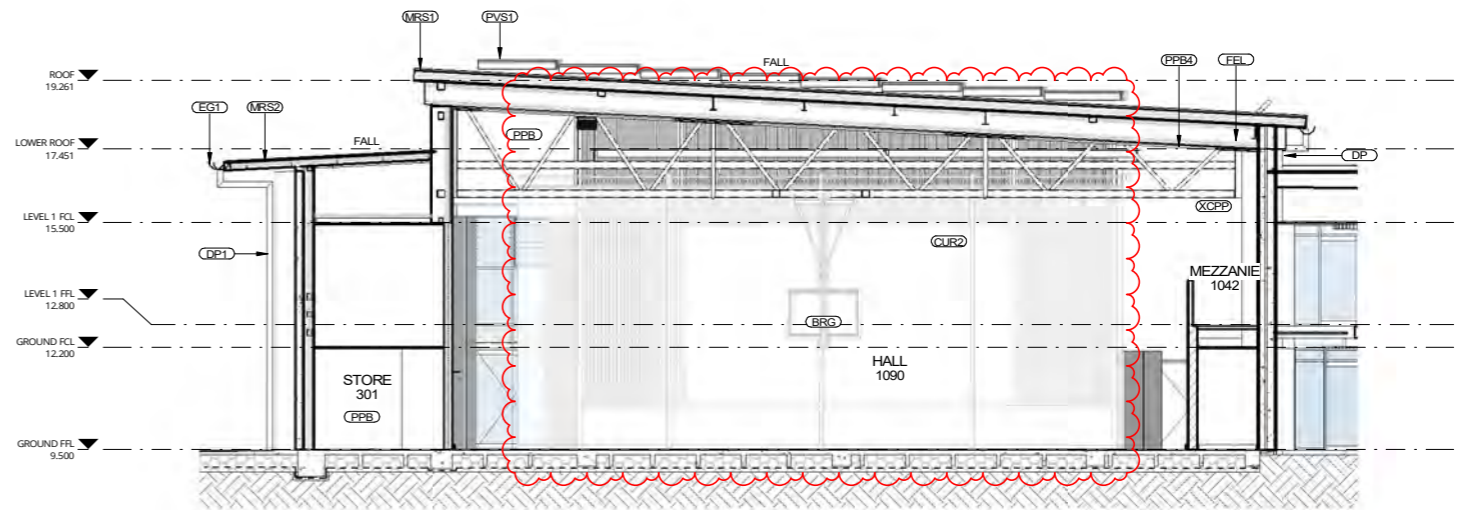 MRS1
PVS1
ROOF
19.261
FALL
PPB4
FEL
EG1
MRS2
PPB
LOWER ROOF
17.451
FALL
DP
XCPP
LEVEL 1 FCL
15.500
CUR2
DP1
MEZZANIE
1042
LEVEL 1 FFL
12.800
BRG
GROUND FCL
12.200
HALL
1090
STORE
301
PPB
GROUND FFL
9.500